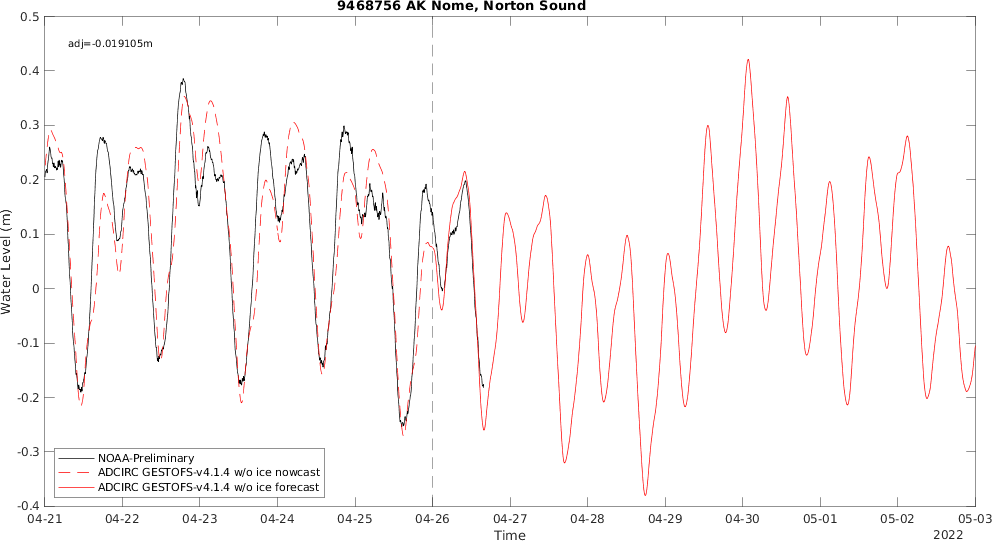 9468756 AK Nome, Norton Sound
adj=-0.019105m
0.5
0.4
0.3
0.2
0.1
0
-0.1
-0.2
-0.3
-0.4
Water Level (m)
NOAA-Preliminary
ADCIRC GESTOFS-v4.1.4 w/o ice nowcast
ADCIRC GESTOFS-v4.1.4 w/o ice forecast
04-21 04-22 04-23 04-24 04-25 04-26 04-27 04-28 04-29 04-30 05-01 05-02 05-03
Time
2022